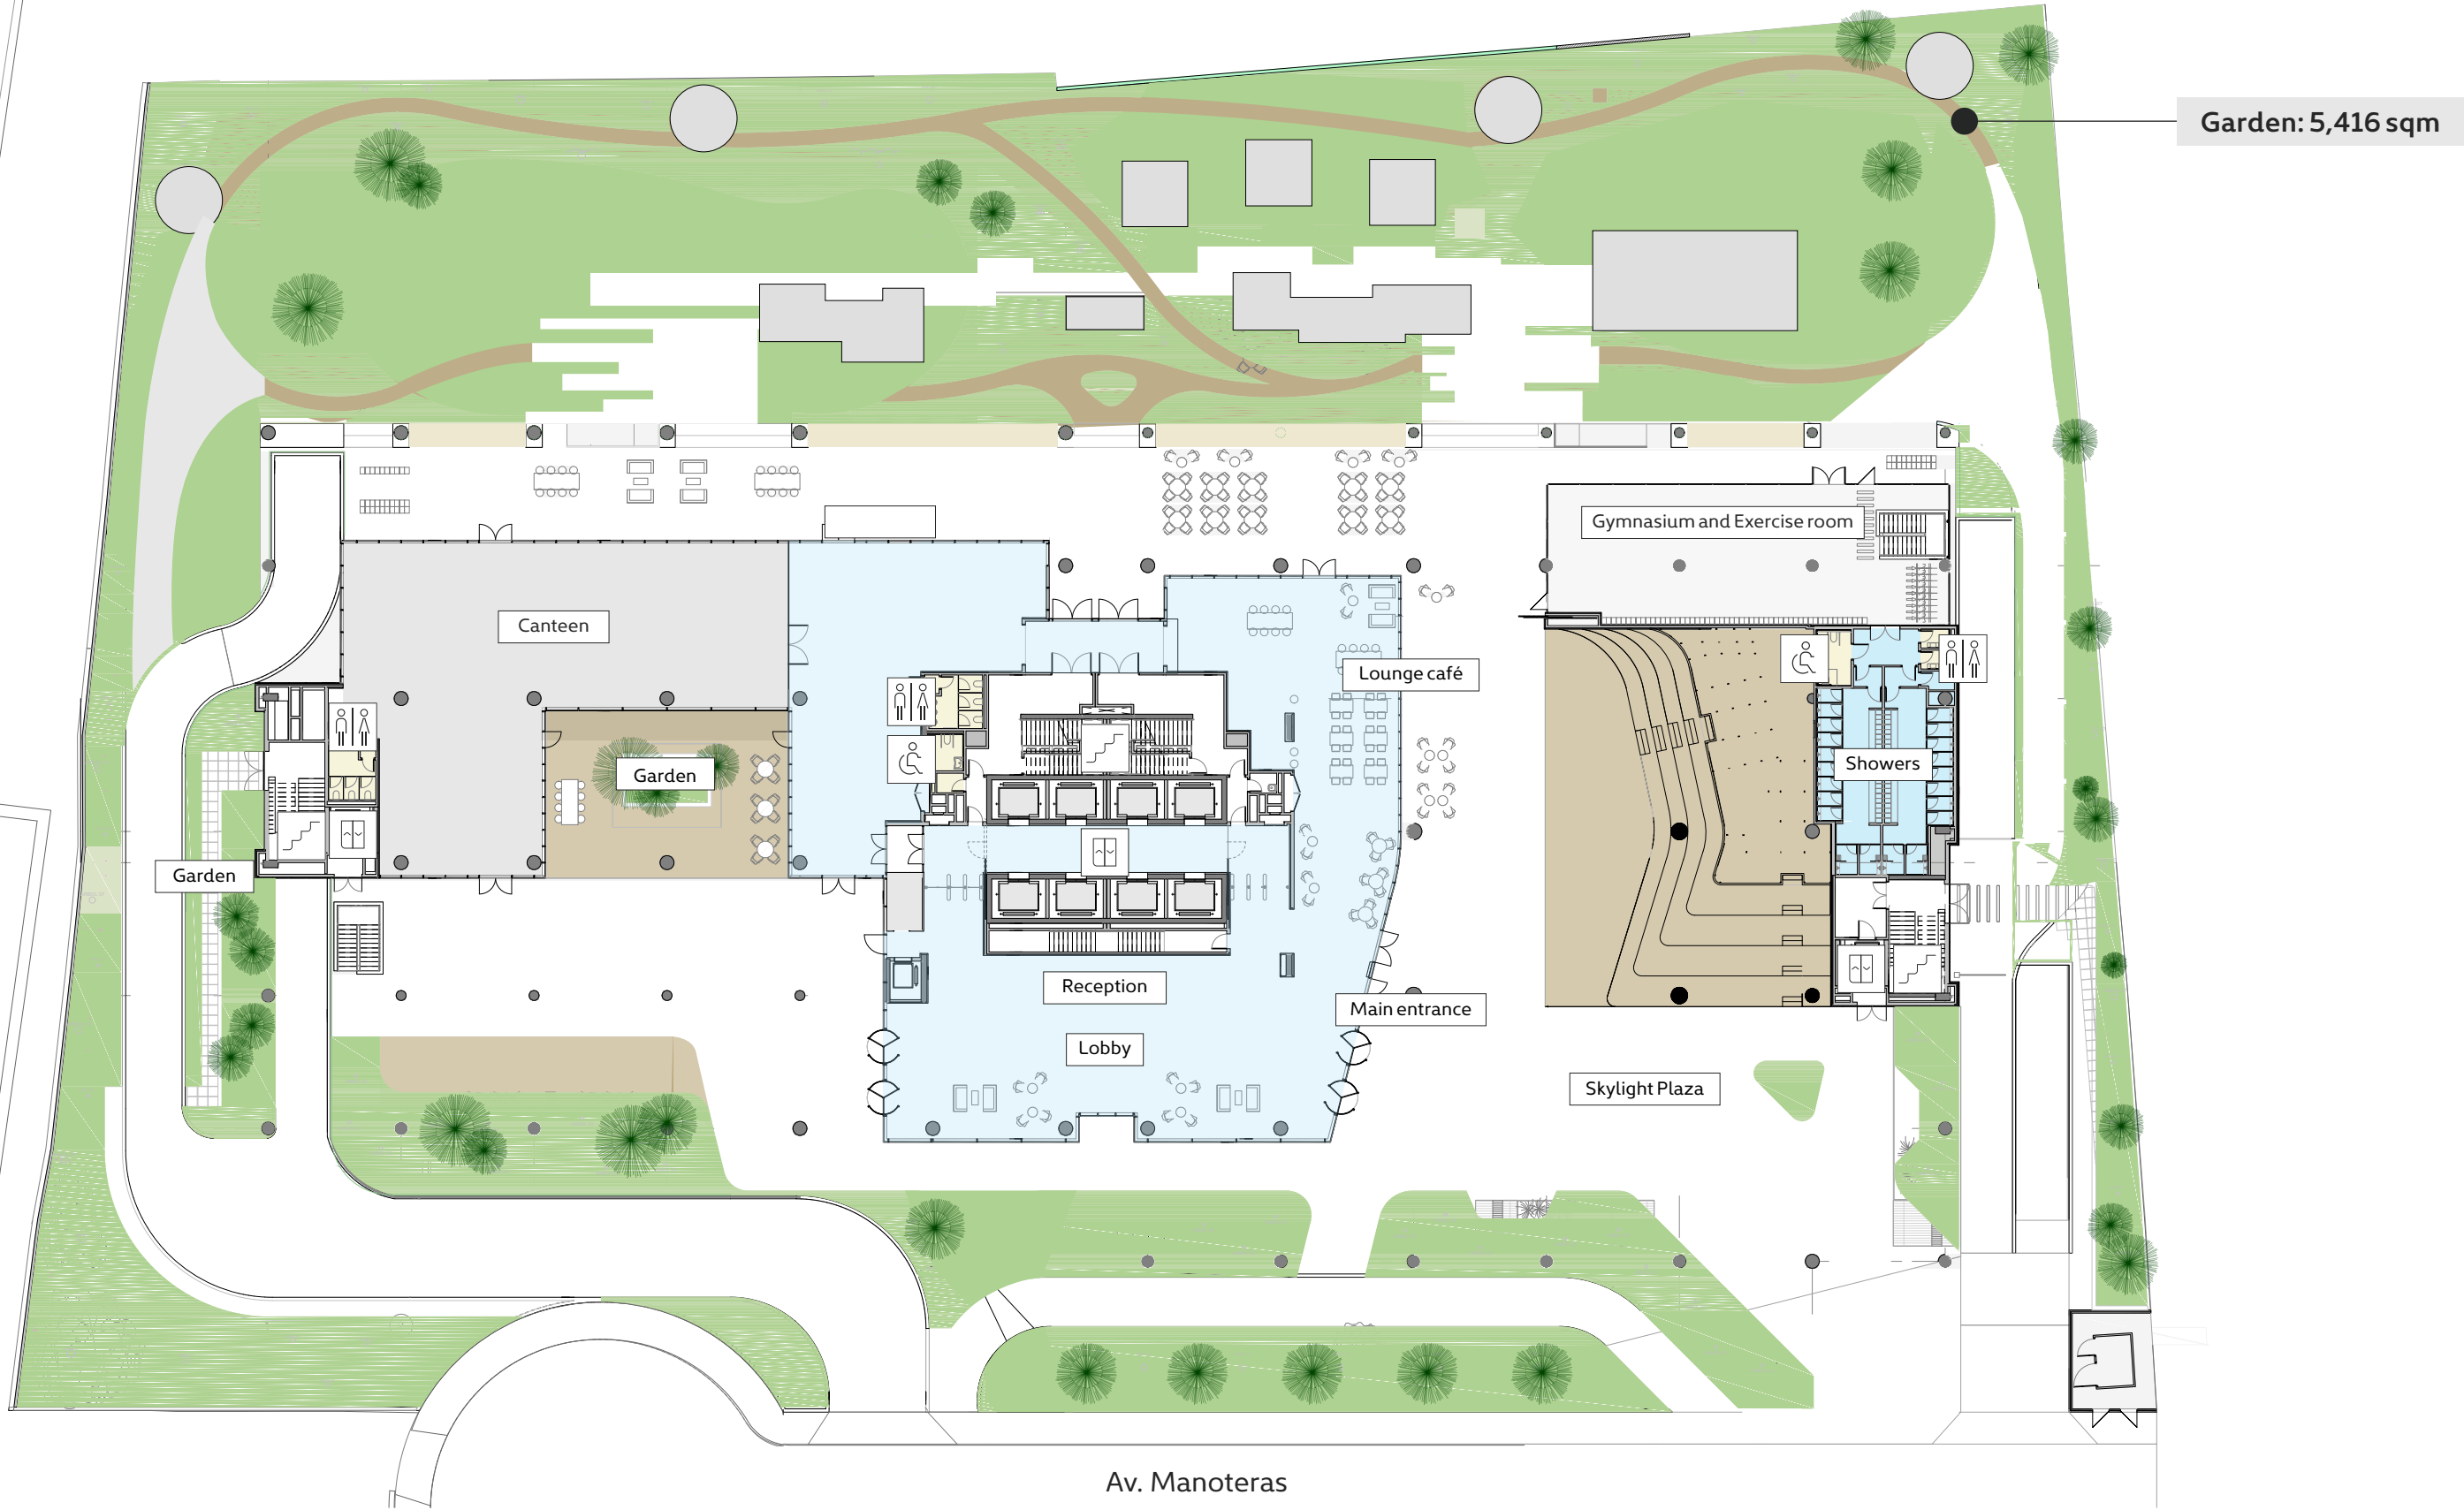 Garden: 5,416 sqm
Gymnasium and Exercise room
Canteen
Lounge café
Garden
Showers
Garden
Reception
Main entrance
Lobby
Skylight Plaza
Av. Manoteras